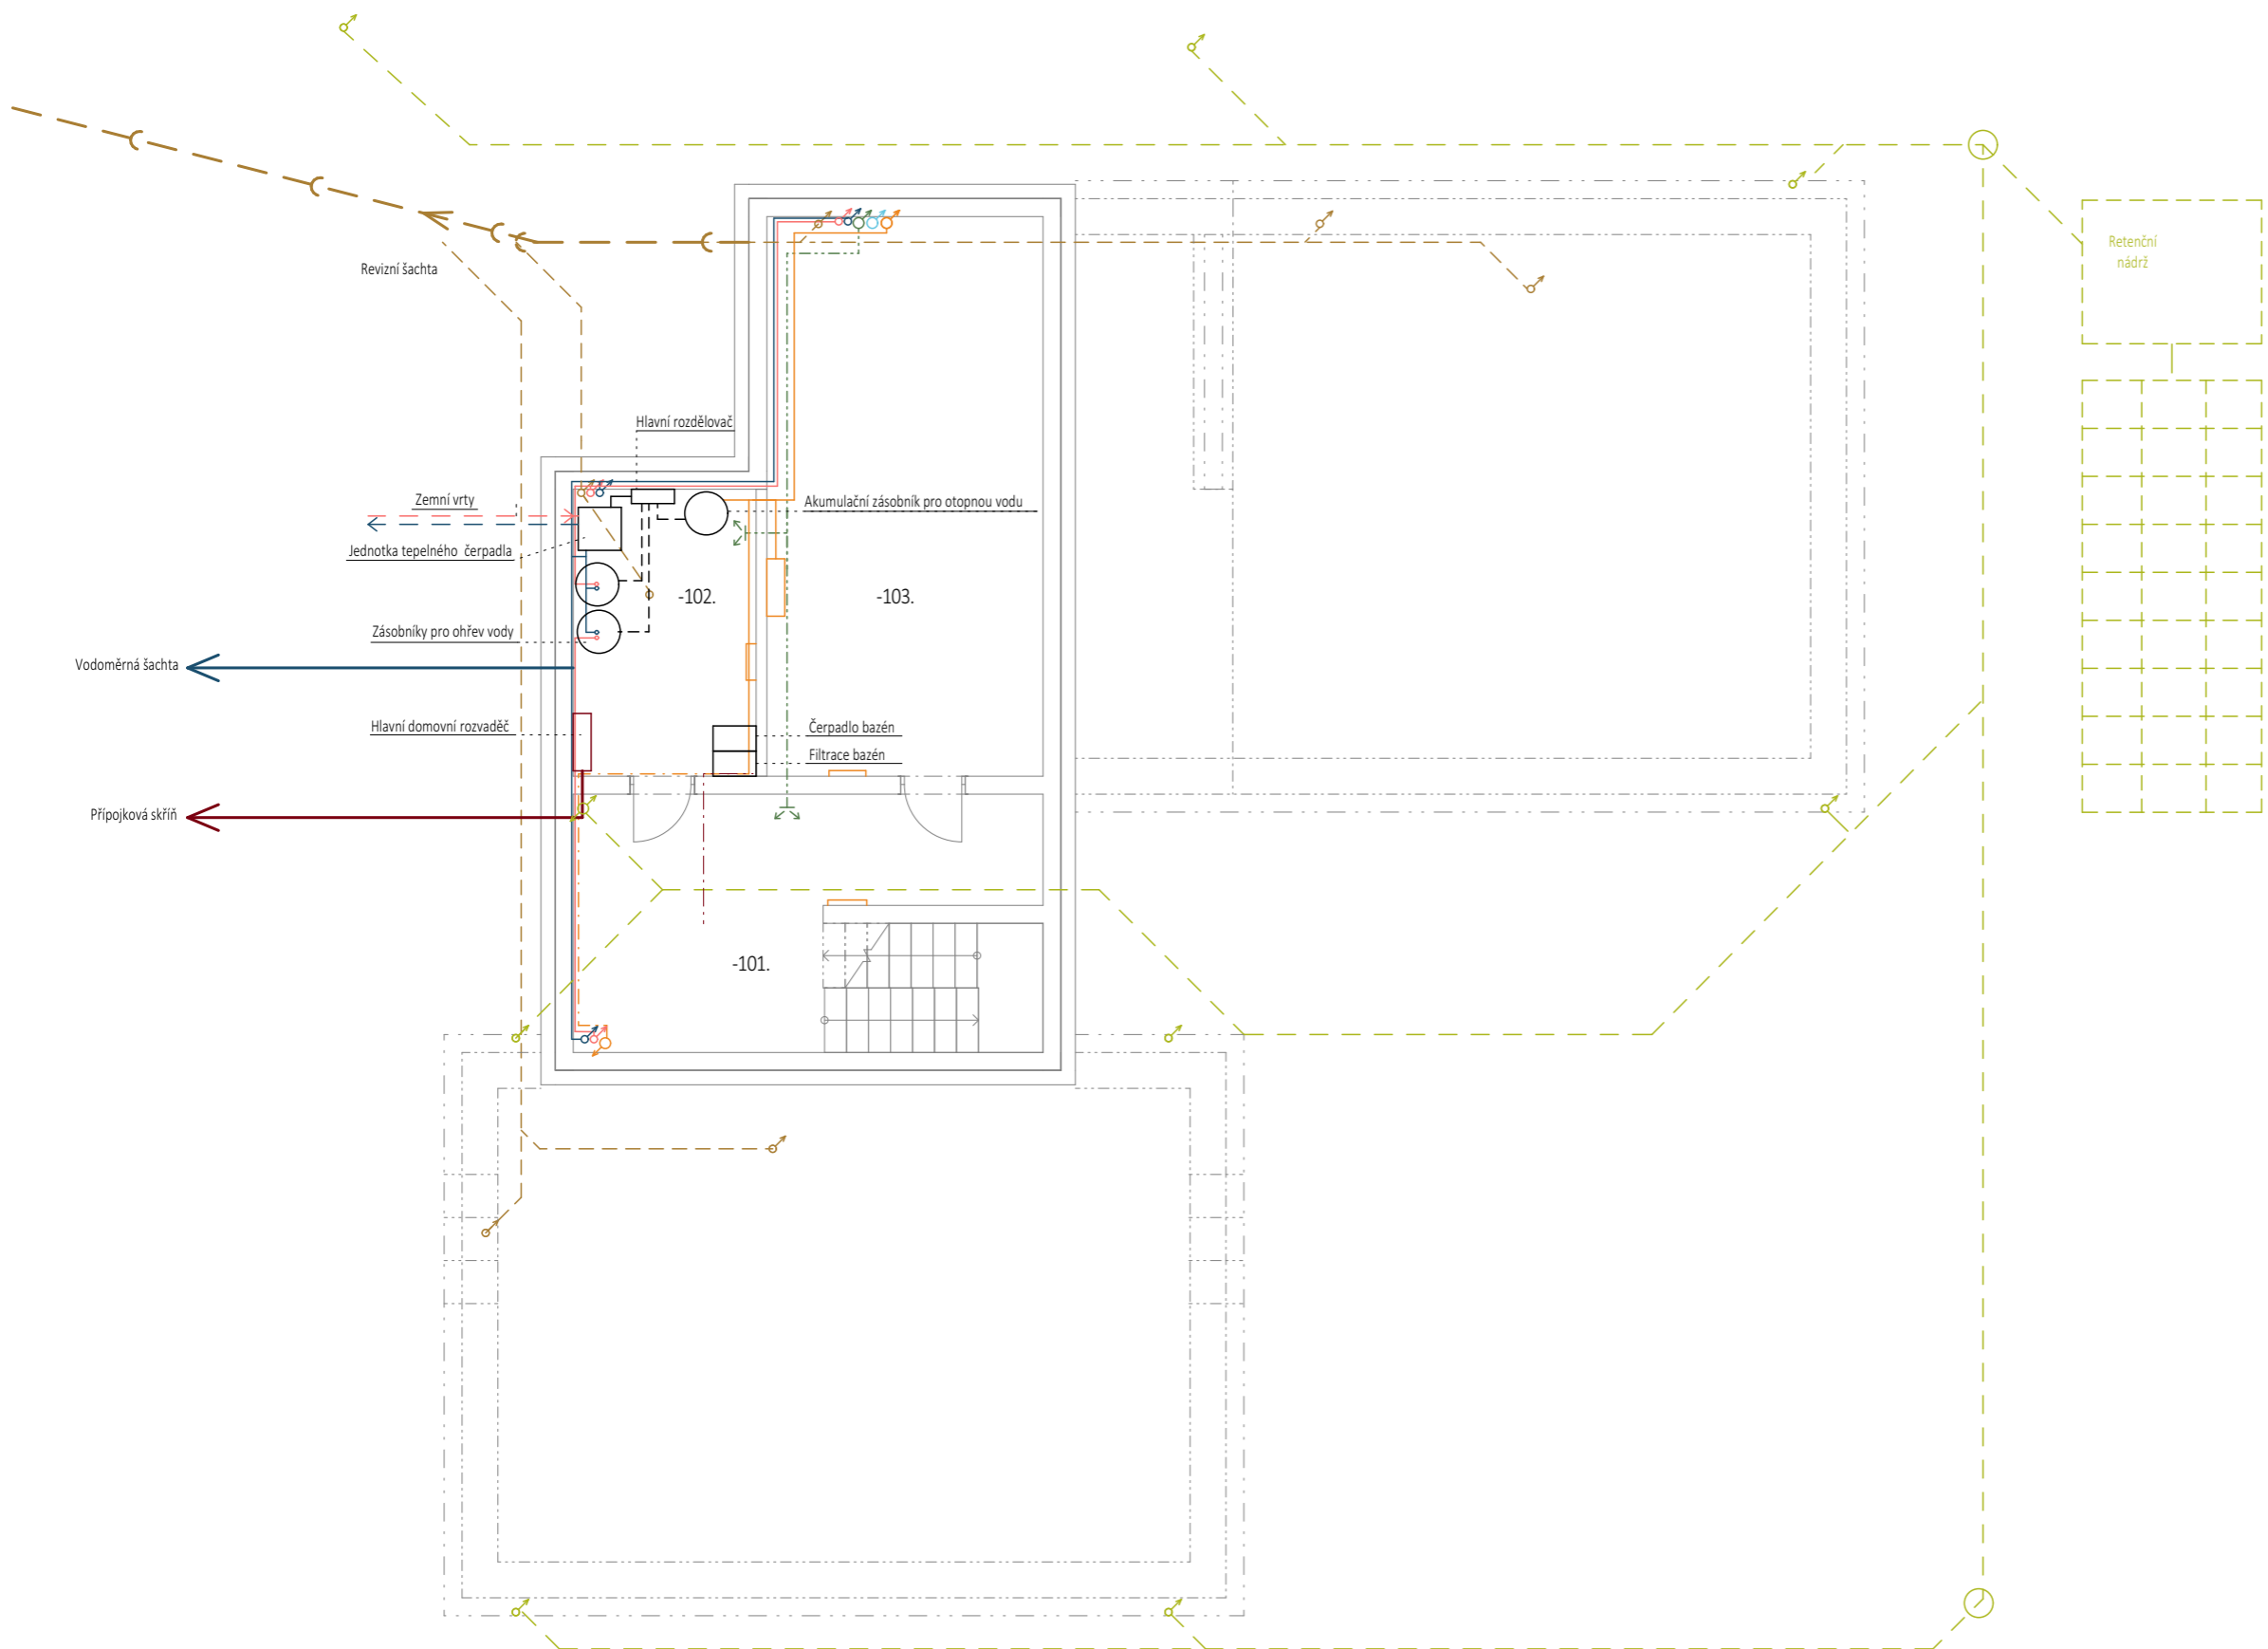 Retenční
nádrž
Revizní šachta
Hlavní rozdělovač
Zemní vrty
Akumulační zásobník pro otopnou vodu
Jednotka tepelného čerpadla
-102.
-103.
Zásobníky pro ohřev vody
Vodoměrná šachta
Hlavní domovní rozvaděč
Čerpadlo bazén
Filtrace bazén
Přípojková skříň
-101.